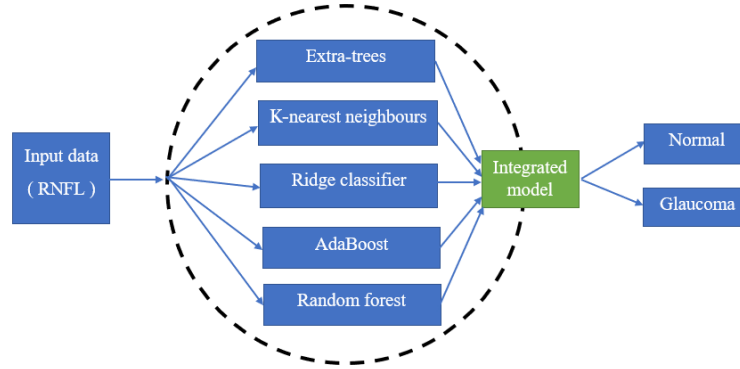 Input data
( RNFL )
Extra-trees
K-nearest neighbours
Ridge classifier
AdaBoost
Random forest
Integrated
model
Normal
Glaucoma